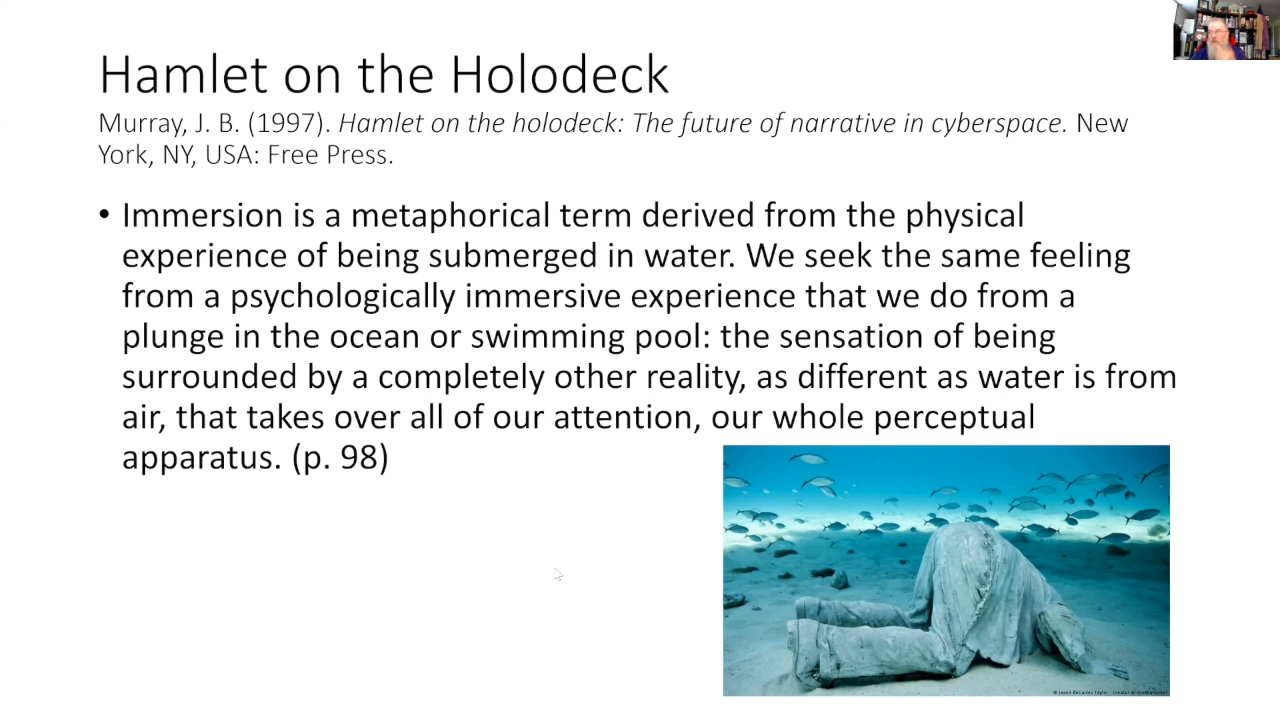 Hamlet on the Holodeck
Murray, J. B. (1997). Hamlet on the holodeck: The future of narrative in cyberspace. New
York, NY, USA: Free Press.
• Immersion is a metaphorical term derived from the physical
experience of being submerged in water. We seek the same feeling
from a psychologically immersive experience that we do from a
plunge in the ocean or swimming pool: the sensation of being
surrounded by a completely other reality, as different as water is from
air, that takes over all of our attention, our whole perceptual
apparatus. (p. 98)